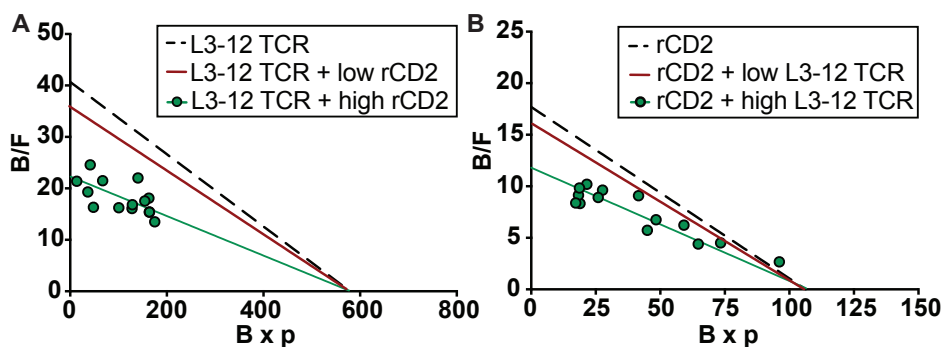 A
B/F
50
40
30
20
10
0
0
200
400
600
800
B x p
L3-12 TCR
L3-12 TCR + low rCD2
L3-12 TCR + high rCD2
B
B/F
25
20
15
10
5
0
0
25
50
75
100
125
150
B x p
rCD2
rCD2 + low L3-12 TCR
rCD2 + high L3-12 TCR